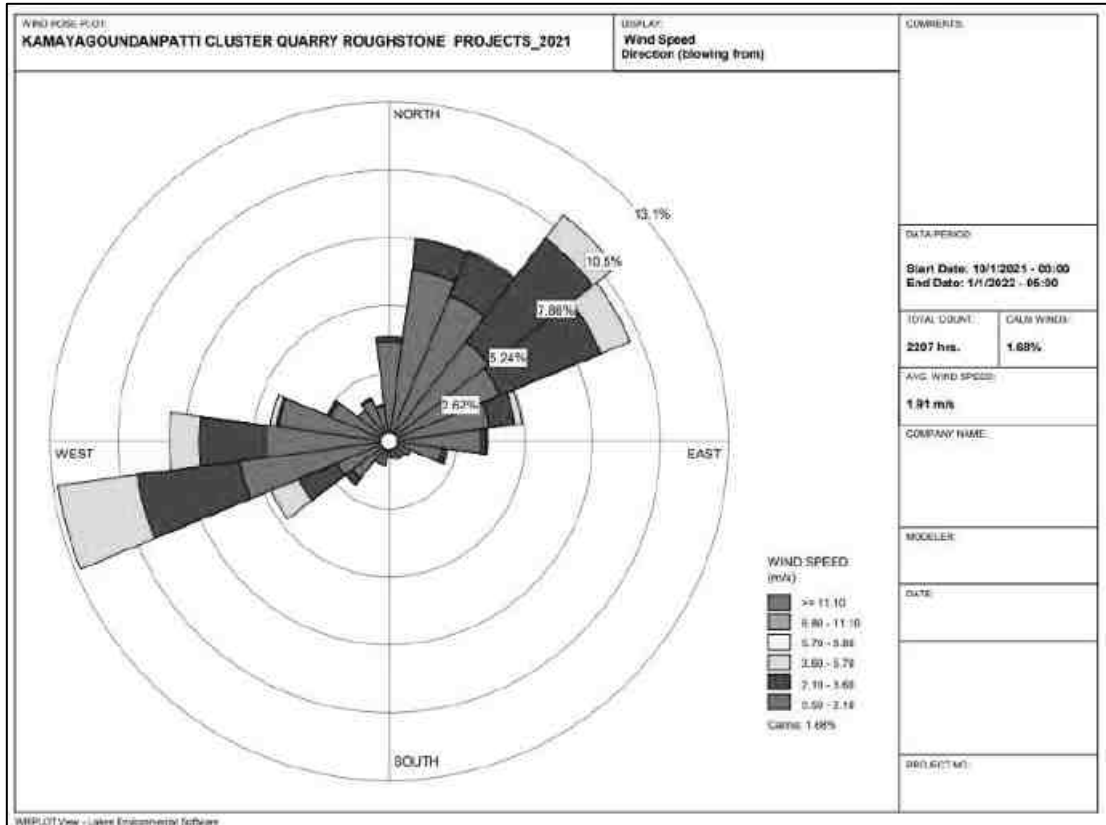 WIND ROSE PLOT:
KAMAYAGOUNDANPATTI CLUSTER QUARRY ROUGHSTONE PROJECTS_2021
DISPLAY:
Wind Speed
Direction (blowing from)
COMMENTS:
NORTH
13.1%
10.5%
7.86%
5.24%
2.62%
WEST
EAST
SOUTH
WIND SPEED
(m/s)
>= 11.10
8.80 - 11.10
5.70 - 8.80
3.60 - 5.70
2.10 - 3.60
0.50 - 2.10
Calms: 1.68%
DATA PERIOD:
Start Date: 10/1/2021 - 00:00
End Date: 1/1/2022 - 05:00
TOTAL COUNT:
2207 hrs.
CALM WINDS:
1.68%
AVG. WIND SPEED:
1.91 m/s
COMPANY NAME:
MODELER:
DATE:
PROJECT NO.:
WRPLOT View - Lakes Environmental Software